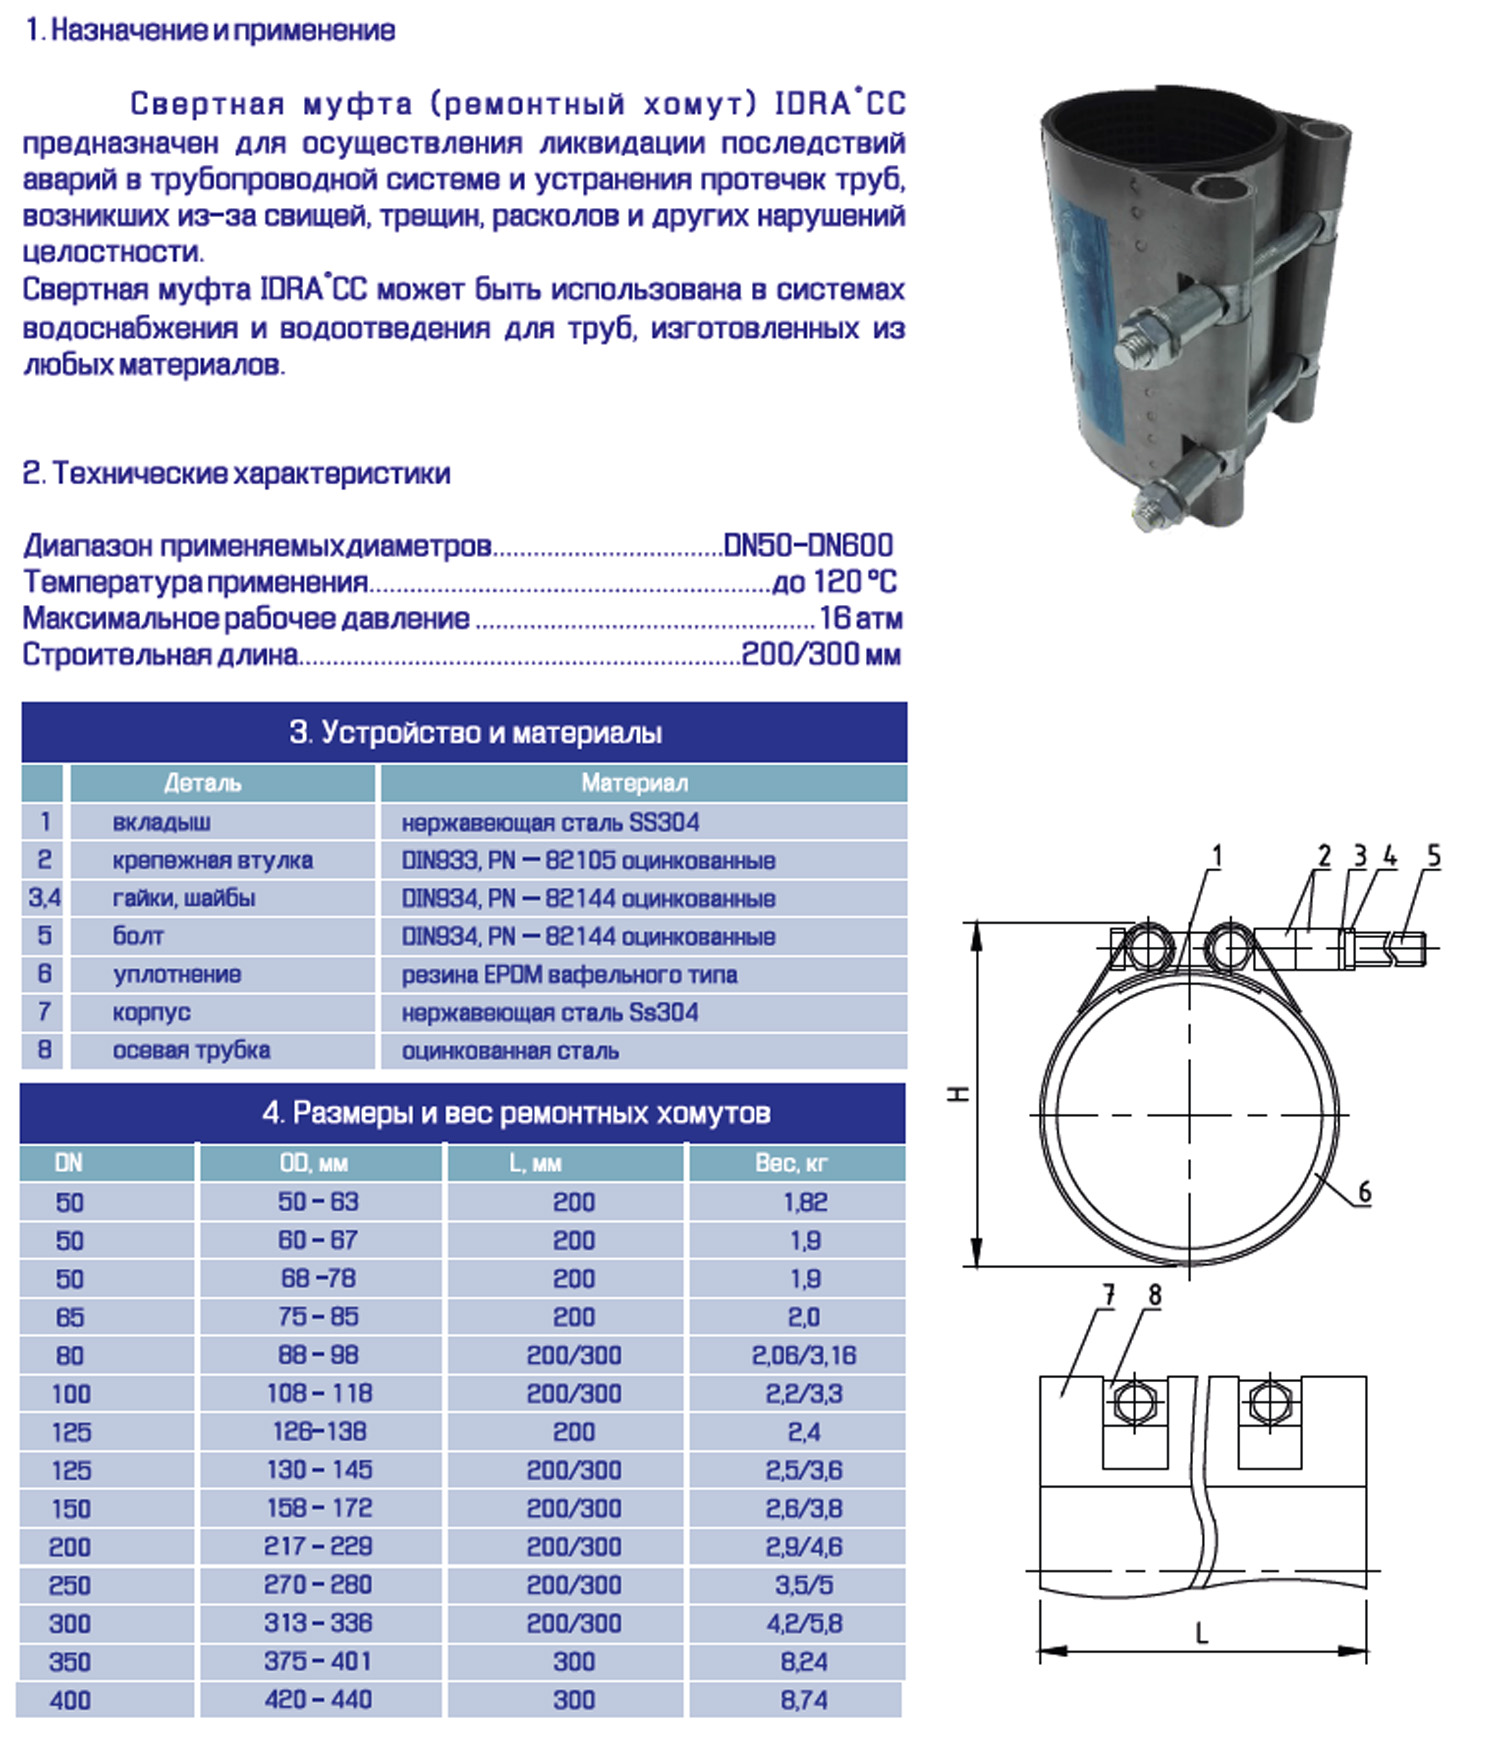 1. Назначение и применение
Свертная муфта (ремонтный хомут) IDRA°CC
предназначен для осуществления ликвидации последствий
аварий в трубопроводной системе и устранения протечек труб,
возникших из-за свищей, трещин, расколов и других нарушений
целостности.
Свертная муфта IDRA°CC может быть использована в системах
водоснабжения и водоотведения для труб, изготовленных из
любых материалов.
2. Технические характеристики
Диапазон применяемыхдиаметров..................................DN50-DN600
Температура применения............................................................до 120 °C
Максимальное рабочее давление ..................................................16 атм
Строительная длина.................................................................200/300 мм
3. Устройство и материалы
Деталь Материал
1 вкладыш нержавеющая сталь SS304
2 крепежная втулка DIN933, PN – 82105 оцинкованные
3,4 гайки, шайбы DIN934, PN – 82144 оцинкованные
5 болт DIN934, PN – 82144 оцинкованные
6 уплотнение резина EPDM вафельного типа
7 корпус нержавеющая сталь Ss304
8 осевая трубка оцинкованная сталь
4. Размеры и вес ремонтных хомутов
DN OD, мм L, мм Вес, кг
50 50 – 63 200 1,82
50 60 – 67 200 1,9
50 68 –78 200 1,9
65 75 – 85 200 2,0
80 88 – 98 200/300 2,06/3,16
100 108 – 118 200/300 2,2/3,3
125 126–138 200 2,4
125 130 – 145 200/300 2,5/3,6
150 158 – 172 200/300 2,6/3,8
200 217 – 229 200/300 2,9/4,6
250 270 – 280 200/300 3,5/5
300 313 – 336 200/300 4,2/5,8
350 375 – 401 300 8,24
400 420 – 440 300 8,74
1 2 3 4 5
H
6
7 8
L